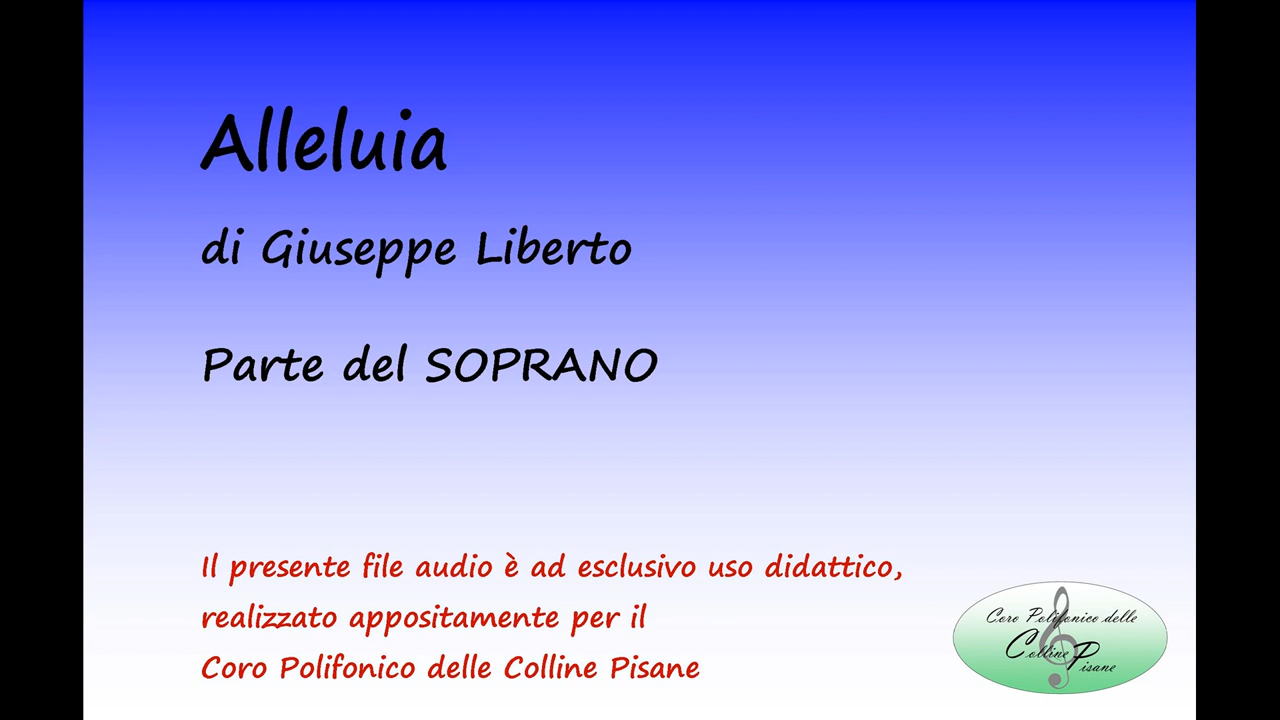 Alleluia
di Giuseppe Liberto
Parte del SOPRANO
Il presente file audio è ad esclusivo uso didattico,
realizzato appositamente per il
Coro Polifonico delle Colline Pisane
Coro Polifonico delle
Colline Pisane